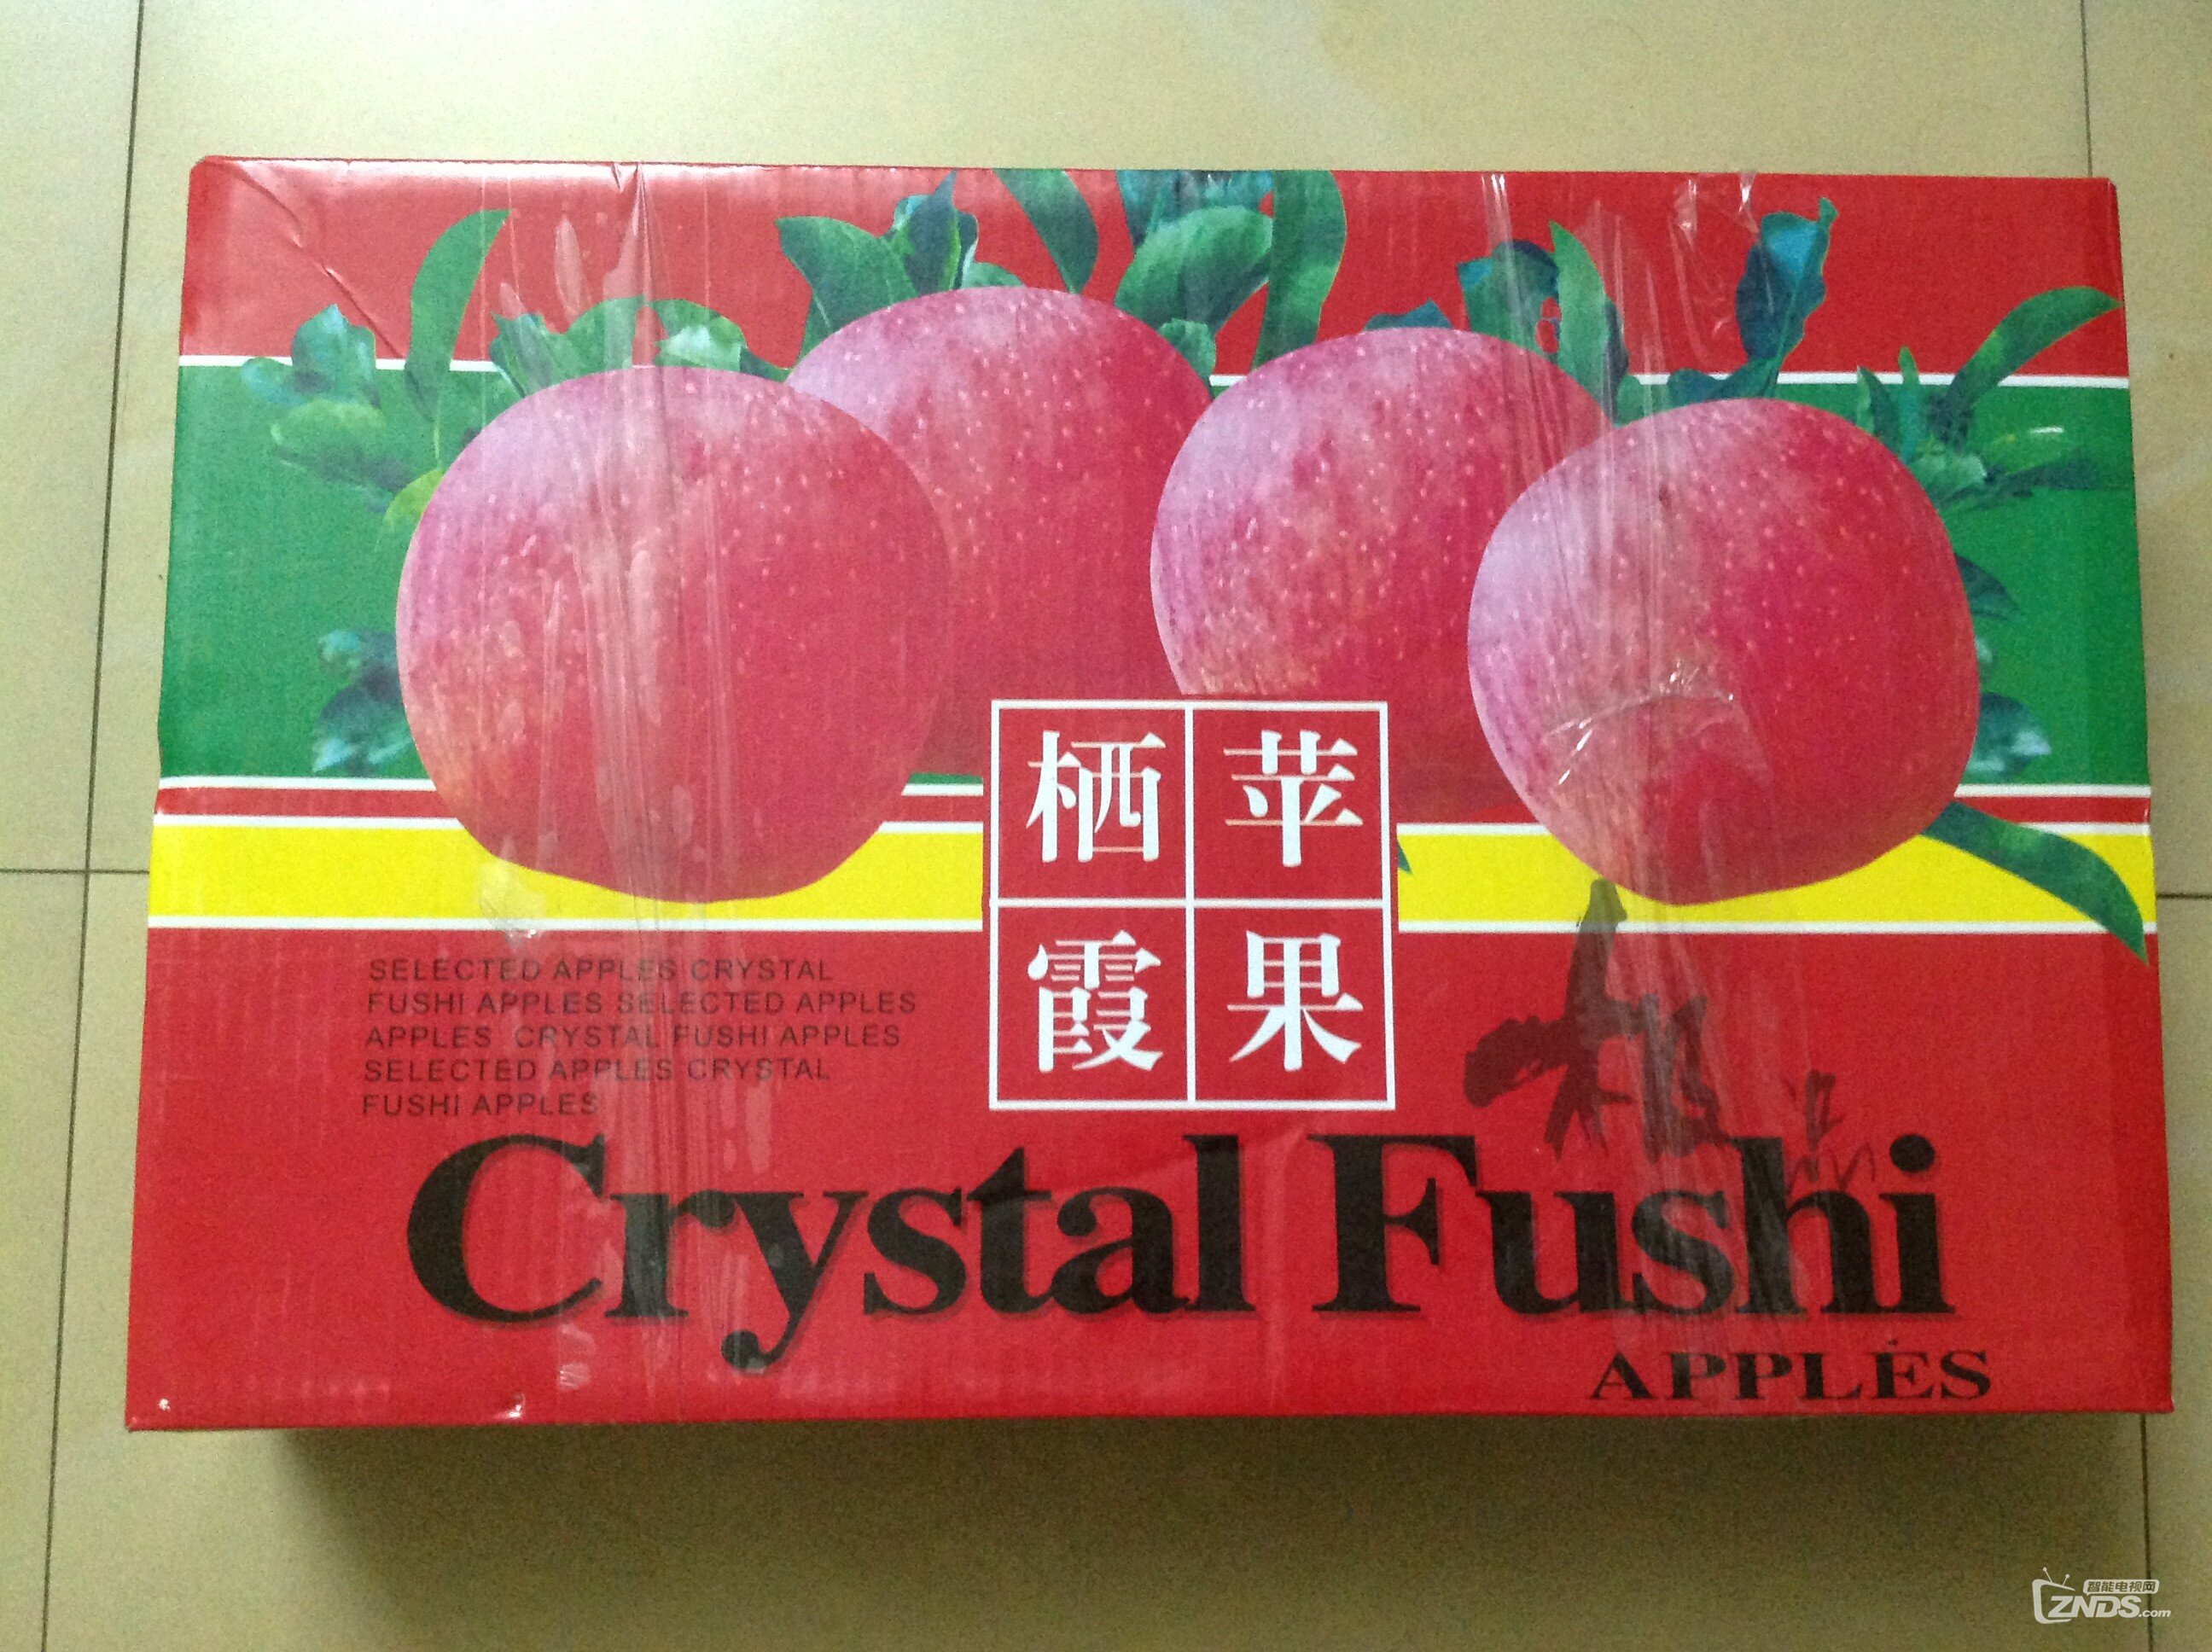 栖霞
苹果
SELECTED APPLES CRYSTAL
FUSHI APPLES SELECTED APPLES
APPLES CRYSTAL FUSHI APPLES
SELECTED APPLES CRYSTAL
FUSHI APPLES
Crystal Fushi
APPLES
智能电视网
ZNDS.com